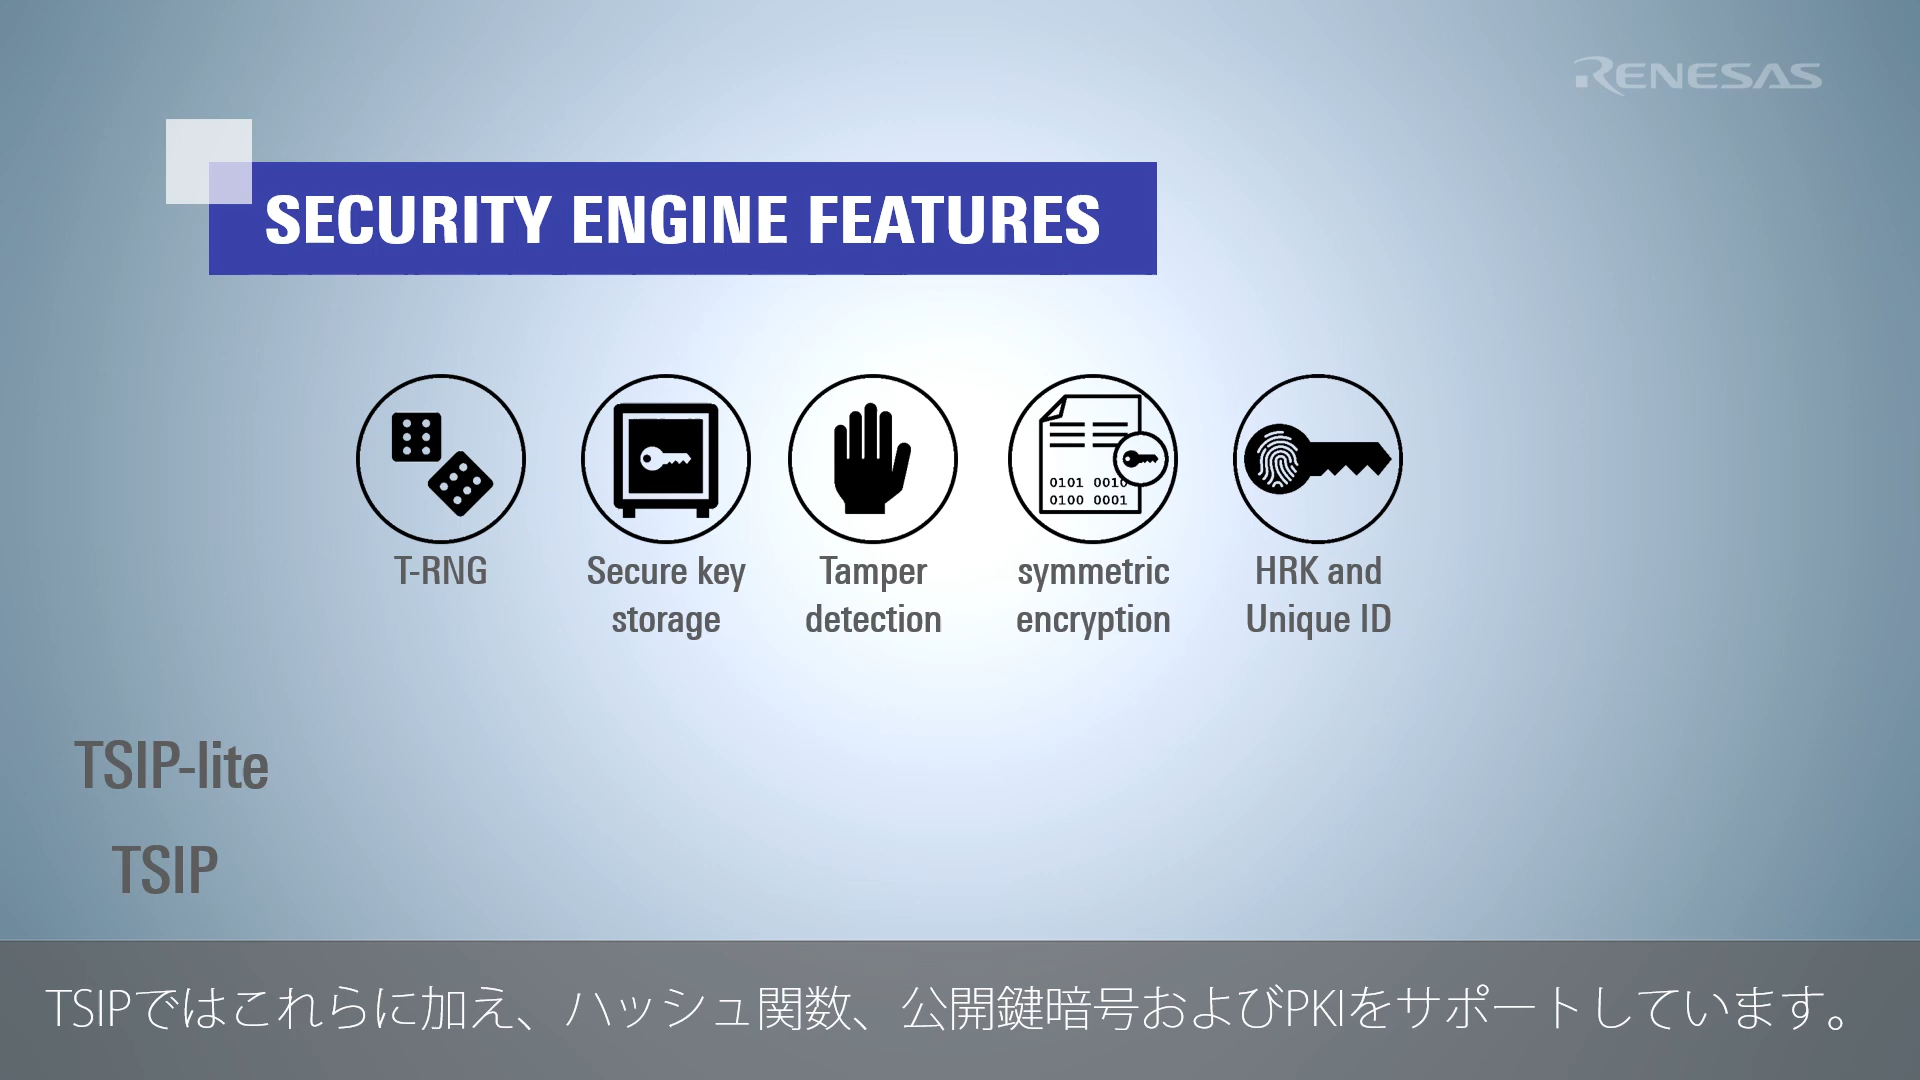 RENESAS
SECURITY ENGINE FEATURES
0101 0010
0100 0001
T-RNG
Secure key
storage
Tamper
detection
symmetric
encryption
HRK and
Unique ID
TSIP-lite
TSIP
TSIPではこれらに加え、ハッシュ関数、公開鍵暗号およびPKIをサポートしています。